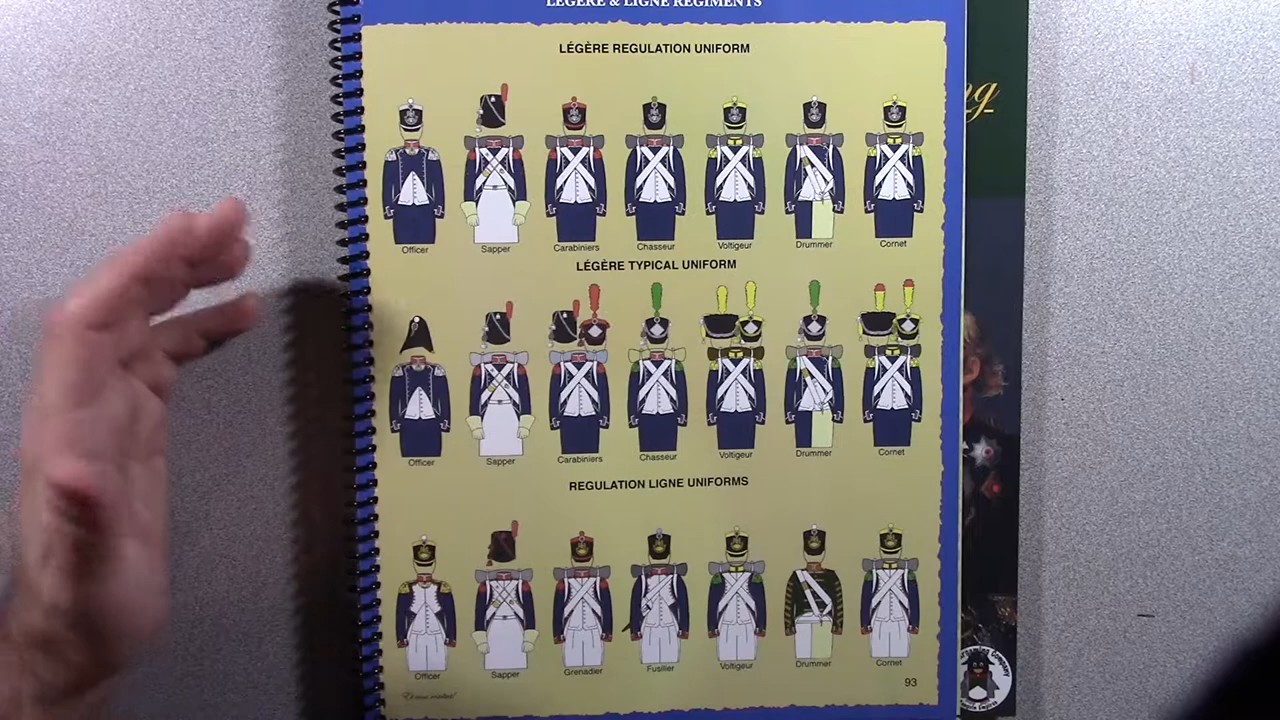 LÉGÈRE & LIGNE REGIMENTS
LÉGÈRE REGULATION UNIFORM
Officer Sapper Carabiniers Chasseur Voltigeur Drummer Cornet
LÉGÈRE TYPICAL UNIFORM
Officer Sapper Carabiniers Chasseur Voltigeur Drummer Cornet
REGULATION LIGNE UNIFORMS
Officer Sapper Grenadier Fusilier Voltigeur Drummer Cornet
93